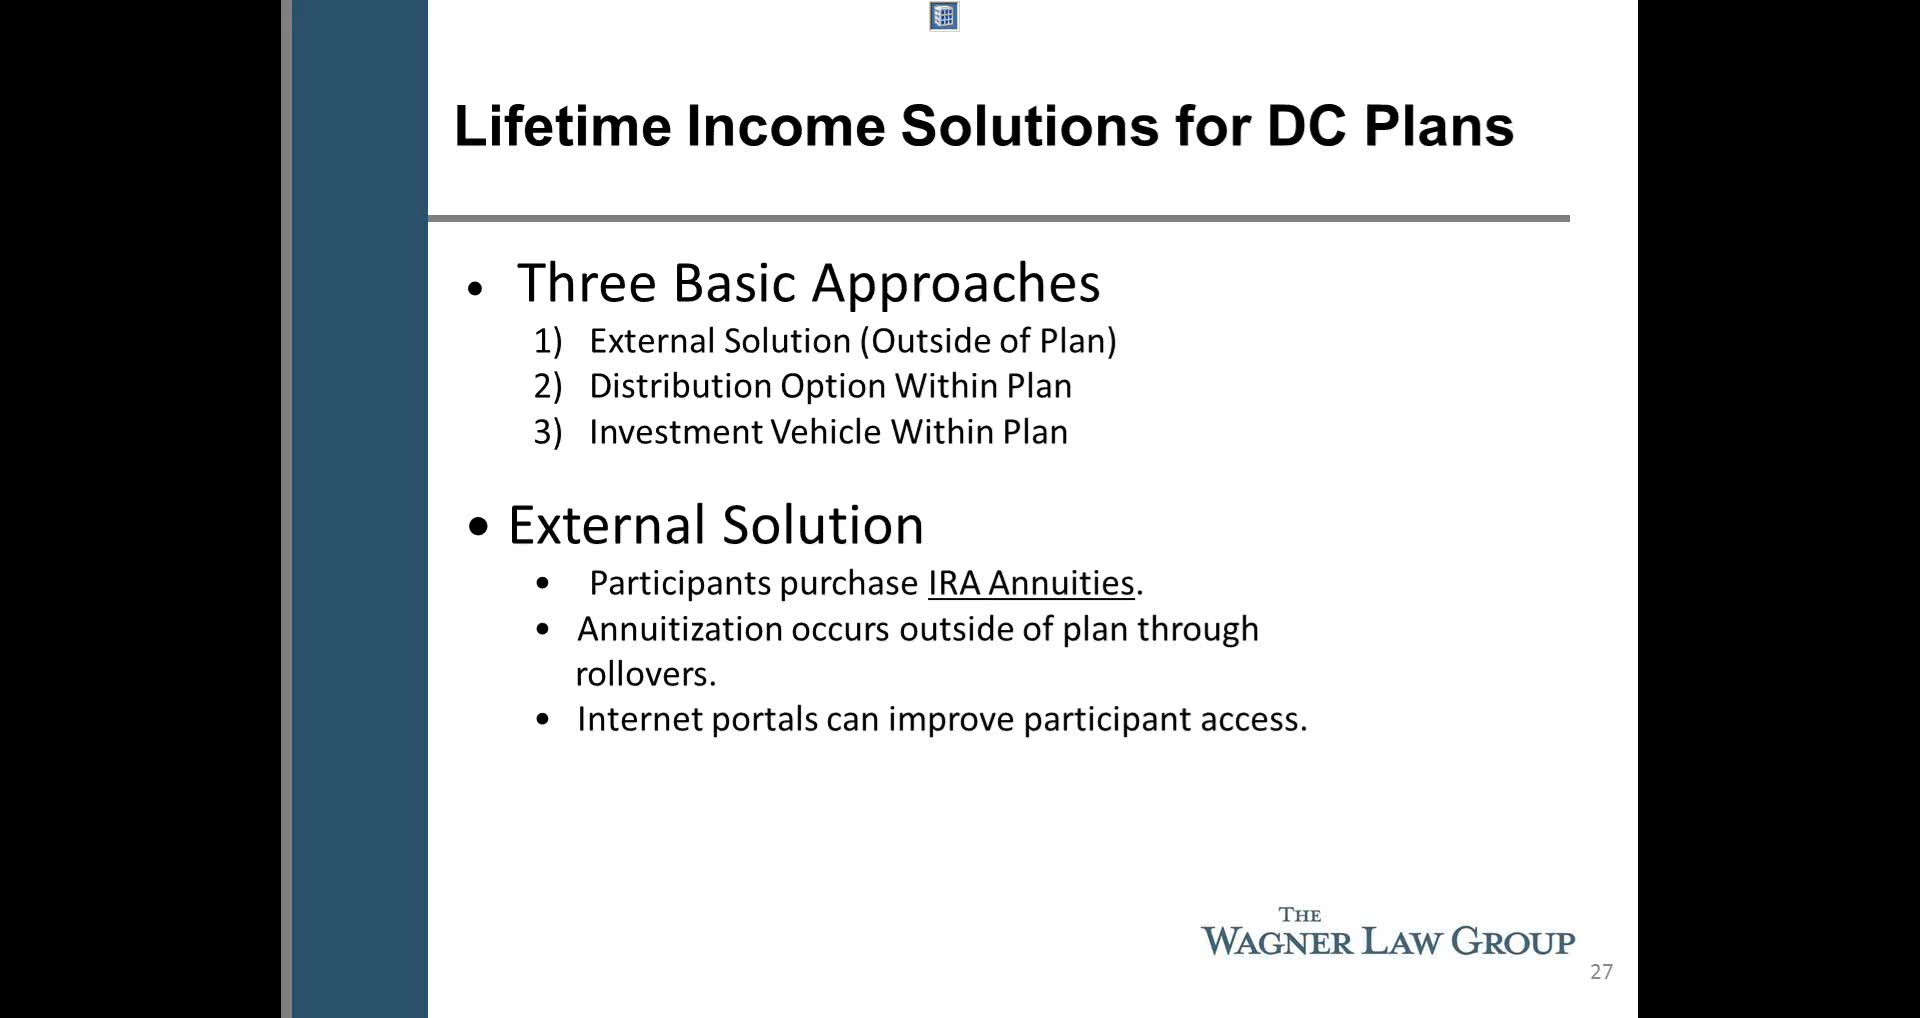 Lifetime Income Solutions for DC Plans
• Three Basic Approaches
1) External Solution (Outside of Plan)
2) Distribution Option Within Plan
3) Investment Vehicle Within Plan
• External Solution
• Participants purchase IRA Annuities.
• Annuitization occurs outside of plan through
rollovers.
• Internet portals can improve participant access.
THE
WAGNER LAW GROUP
27